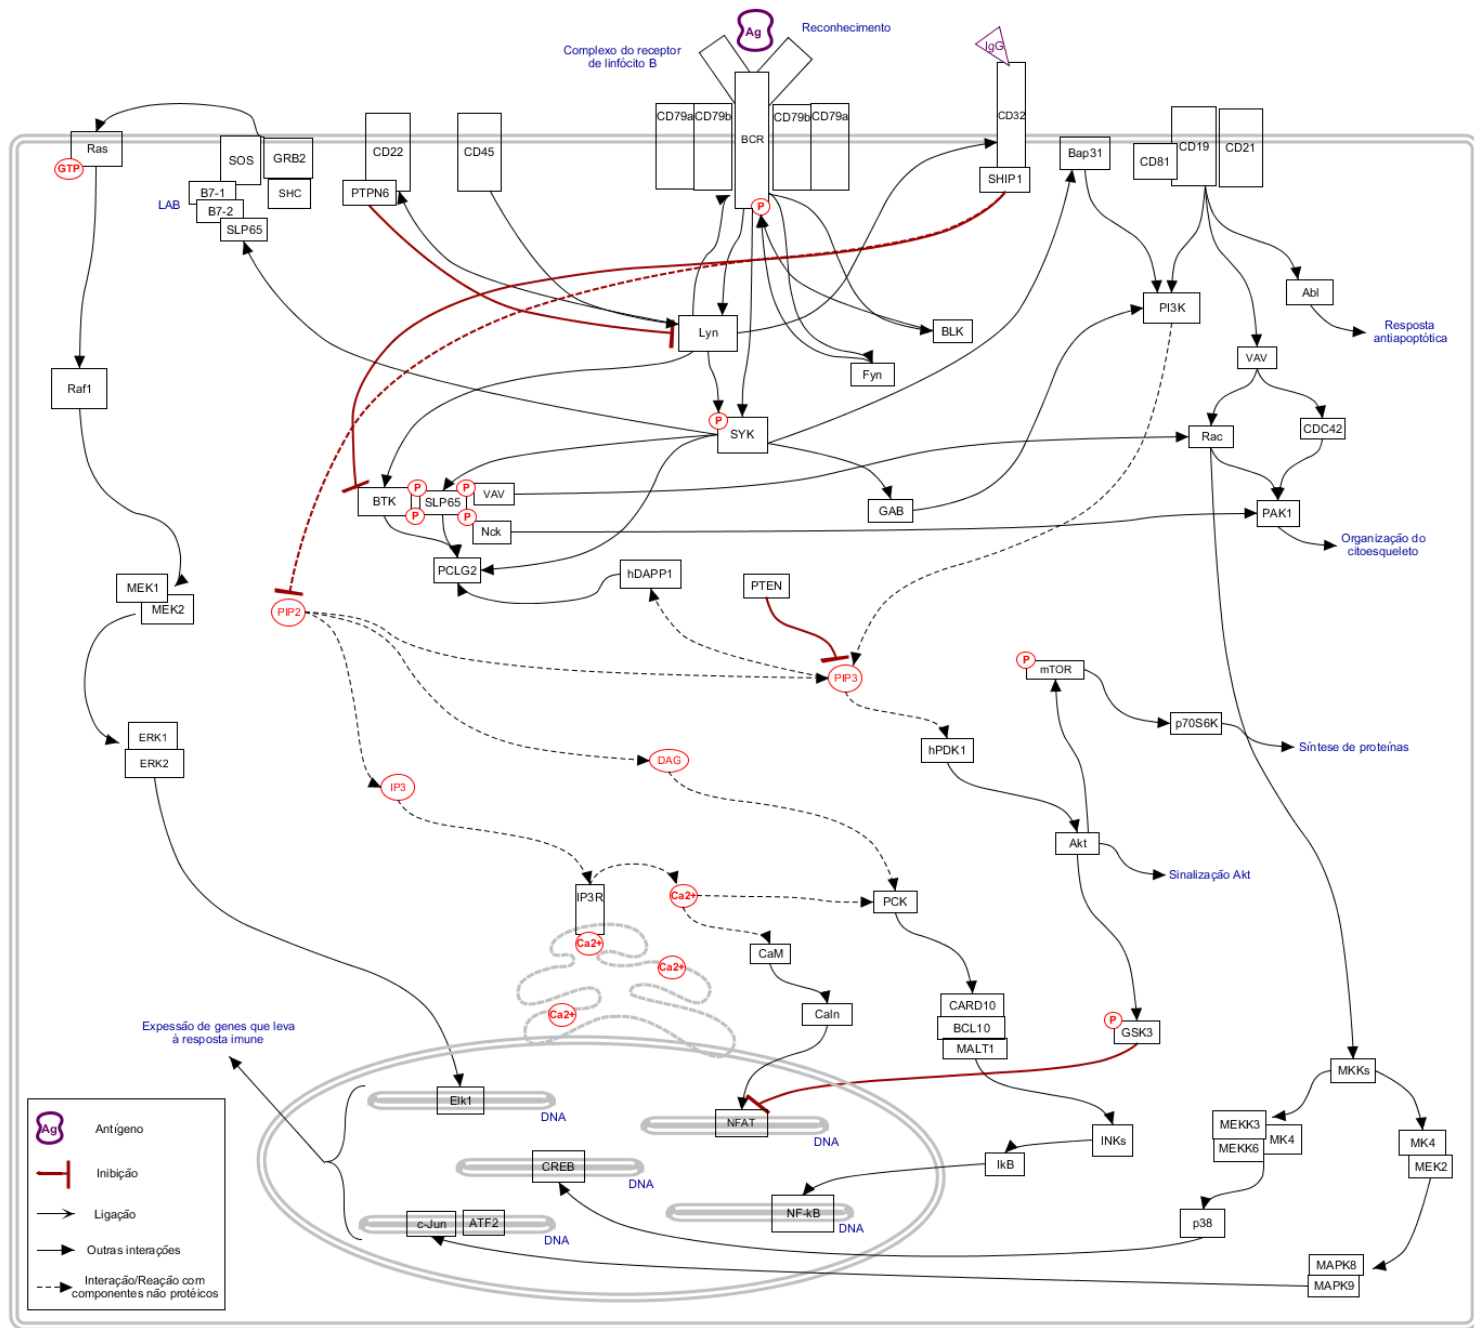 Ag
Reconhecimento
Complexo do receptor
de linfócito B
IgG
CD79a
CD79b
BCR
CD79b
CD79a
CD32
SHIP1
Bap31
CD81
CD19
CD21
Ras
GTP
SOS
GRB2
SHC
B7-1
B7-2
SLP65
LAB
CD22
PTPN6
CD45
P
Lyn
BLK
Fyn
PI3K
Abl
Resposta
antiapoptótica
VAV
Raf1
P
SYK
Rac
CDC42
BTK
P
P
SLP65
P
P
VAV
Nck
GAB
PAK1
Organização do
citoesqueleto
PCLG2
hDAPP1
PTEN
MEK1
MEK2
PIP2
PIP3
P
mTOR
p70S6K
Síntese de proteínas
ERK1
ERK2
hPDK1
DAG
IP3
Akt
Sinalização Akt
IP3R
Ca2+
PCK
Ca2+
Ca2+
Ca2+
CaM
Caln
CARD10
BCL10
MALT1
P
GSK3
Expessão de genes que leva
à resposta imune
MKKs
Elk1
DNA
NFAT
DNA
MEKK3
MEKK6
MK4
MK4
MEK2
INKs
IkB
CREB
DNA
NF-kB
DNA
c-Jun
ATF2
DNA
p38
MAPK8
MAPK9
Ag
Antígeno
Inibição
Ligação
Outras interações
Interação/Reação com
componentes não protéicos